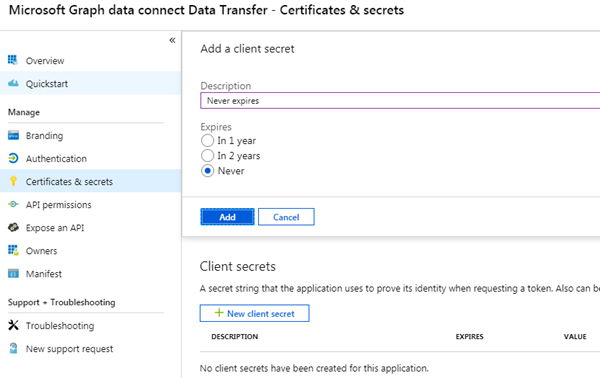 Microsoft Graph data connect Data Transfer - Certificates & secrets
«
Overview
Quickstart
Manage
Branding
Authentication
Certificates & secrets
API permissions
Expose an API
Owners
Manifest
Support + Troubleshooting
Troubleshooting
New support request
Add a client secret
Description
Never expires
Expires
In 1 year
In 2 years
Never
Add Cancel
Client secrets
A secret string that the application uses to prove its identity when requesting a token. Also can be
+ New client secret
DESCRIPTION EXPIRES VALUE
No client secrets have been created for this application.